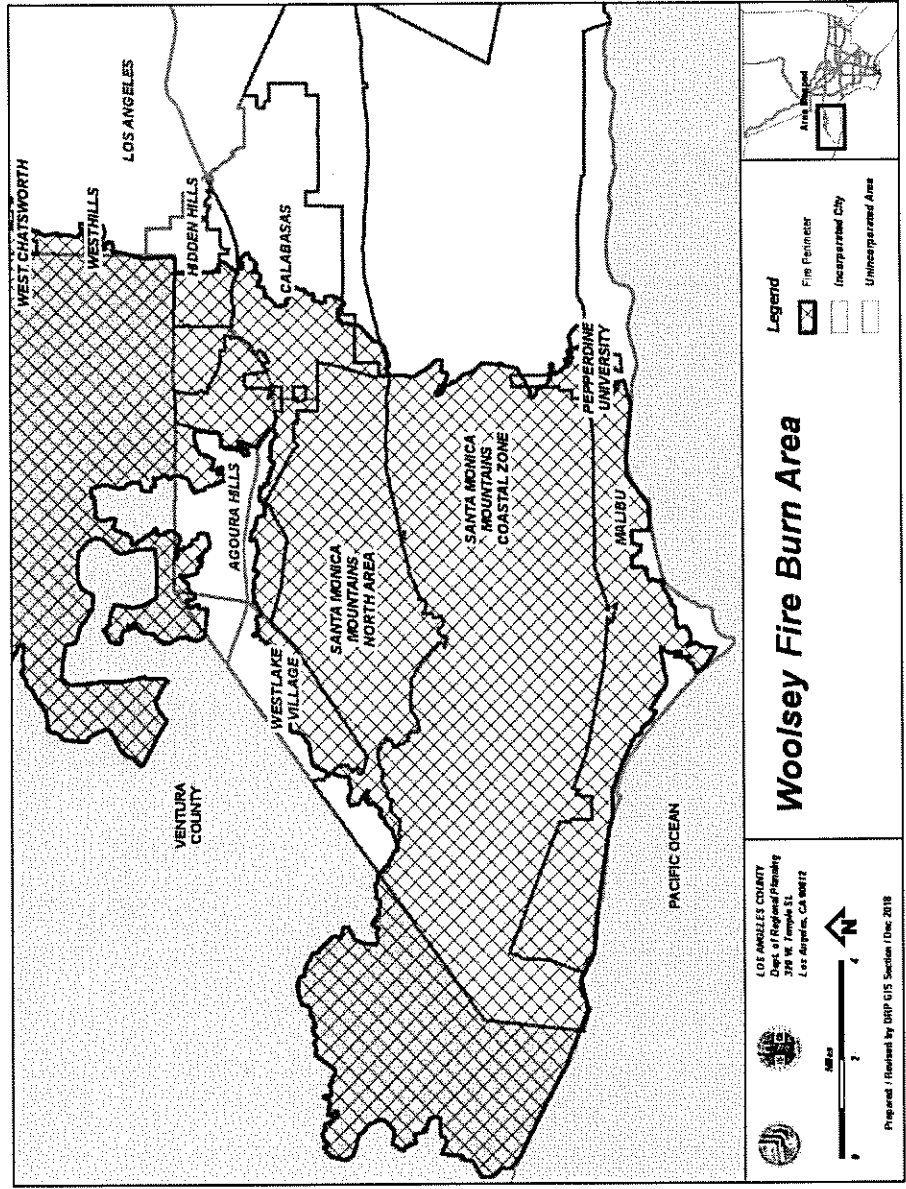 WEST CHATSWORTH
WESTHILLS
LOS ANGELES
HIDDEN HILLS
CALABASAS
AGOURA HILLS
WESTLAKE
VILLAGE
VENTURA
COUNTY
SANTA MONICA
MOUNTAINS
NORTH AREA
SANTA MONICA
MOUNTAINS
COASTAL ZONE
PEPPERDINE
UNIVERSITY
MALIBU
PACIFIC OCEAN
LOS ANGELES COUNTY
Dept. of Regional Planning
320 W. Temple St.
Los Angeles, CA 90012
Miles
0 2 4
N
Prepared / Revised by DRP GIS Section / Dec 2018
Woolsey Fire Burn Area
Legend
Fire Perimeter
Incorporated City
Unincorporated Area
Area Mapped